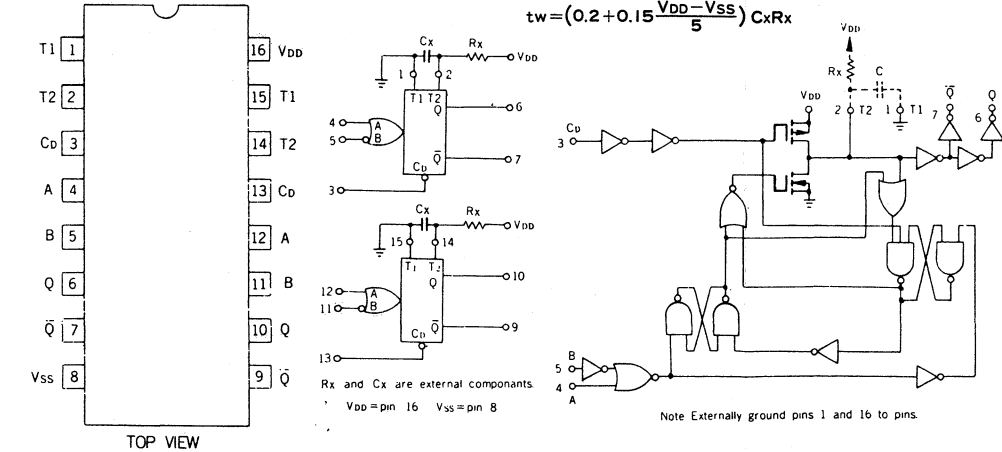 T1 1
T2 2
CD 3
A 4
B 5
Q 6
Q̄ 7
VSS 8
16 VDD
15 T1
14 T2
13 CD
12 A
11 B
10 Q
9 Q̄
TOP VIEW
Cx Rx
VDD
1 2
T1 T2
Q 6
4 A
5 B
Q̄ 7
CD
3
Cx Rx
VDD
15 14
T1 T2
Q 10
12 A
11 B
Q̄ 9
CD
13
Rx and Cx are external componants.
VDD=pin 16 VSS=pin 8
tw=(0.2+0.15 VDD−VSS/5) CxRx
VDD
Rx C
VDD
2 T2 1 T1
Q̄ Q
7 6
CD
3
B
5
4
A
Note Externally ground pins 1 and 16 to pins.